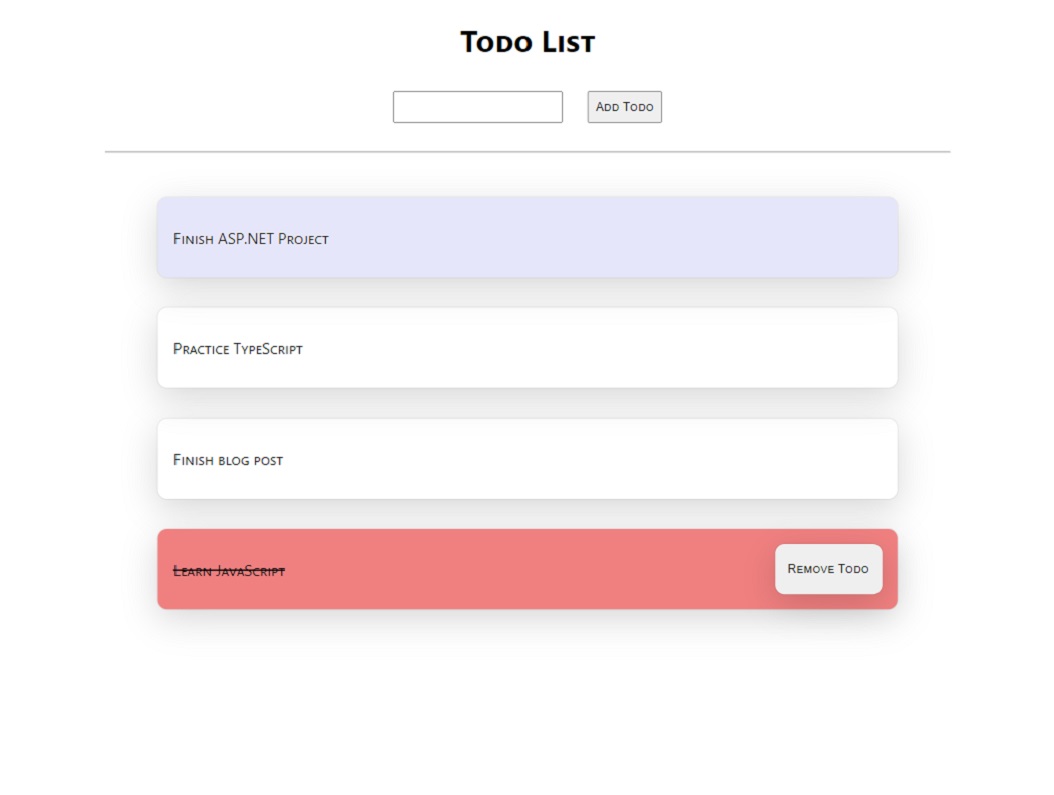 Todo List
Add Todo
Finish ASP.NET Project
Practice TypeScript
Finish blog post
Learn JavaScript
Remove Todo